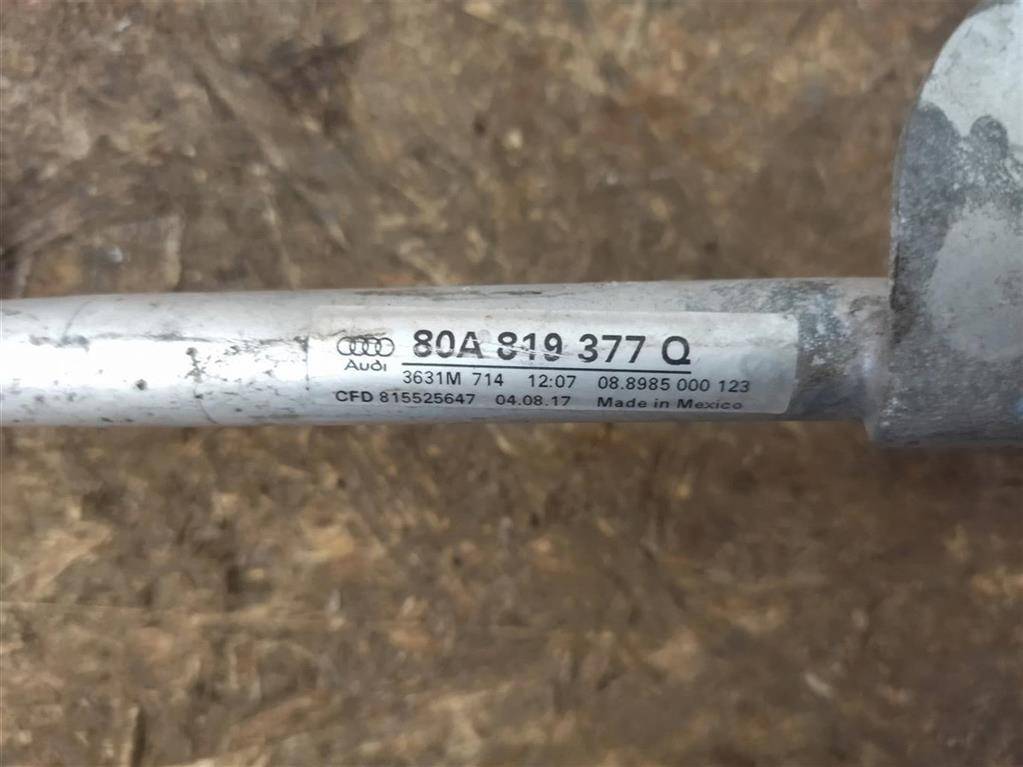 Audi 80A 819 377 Q
3631M 714 12:07 08.8985 000 123
CFD 815525647 04.08.17 Made in Mexico